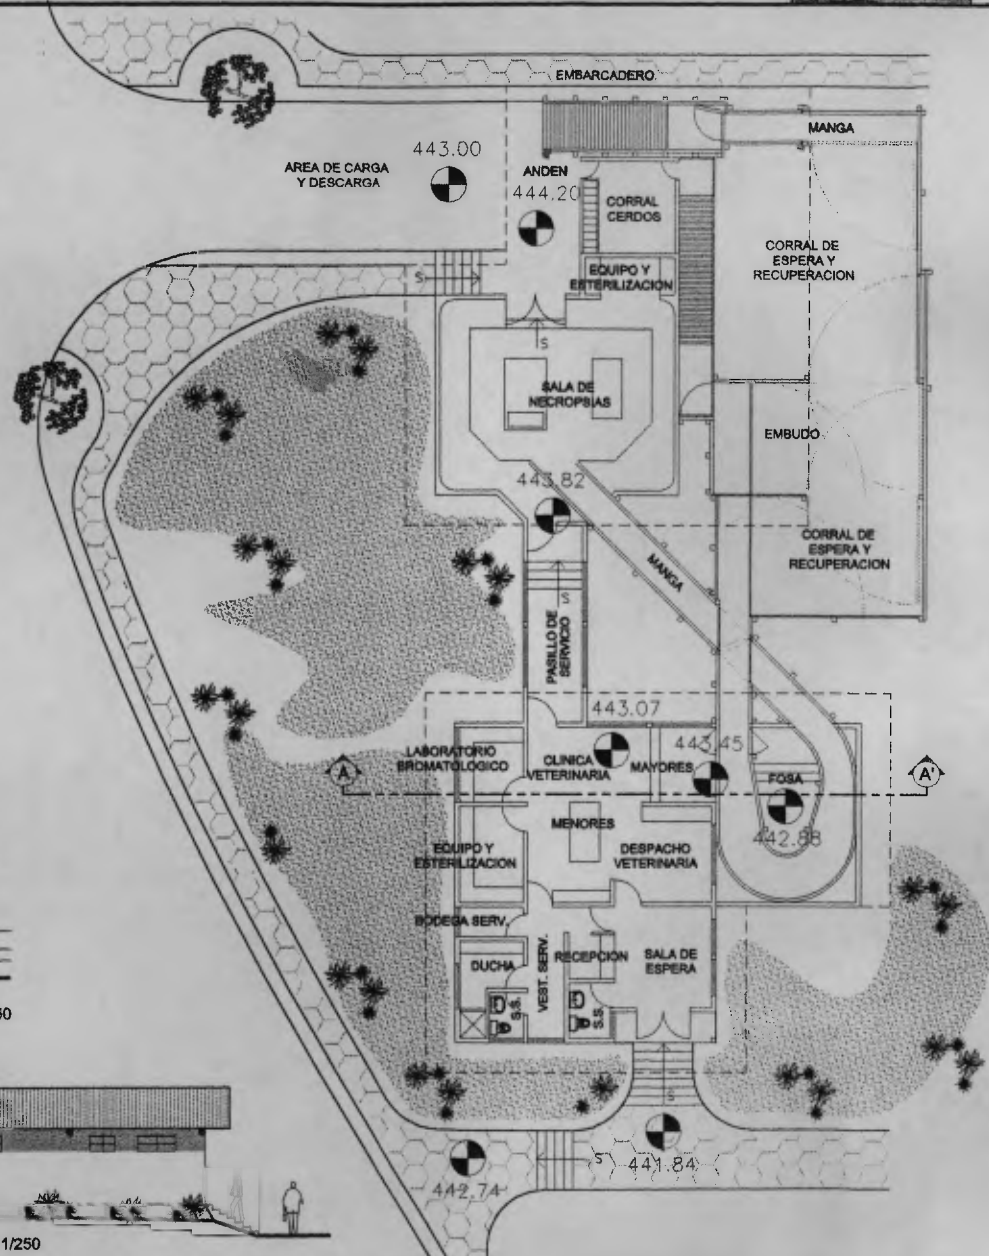 EMBARCADERO
MANGA
AREA DE CARGA
Y DESCARGA
443.00
ANDEN
444.20
CORRAL
CERDOS
CORRAL DE
ESPERA Y
RECUPERACION
EQUIPO Y
ESTERILIZACION
S
S
SALA DE
NECROPSIAS
EMBUDO
443.82
CORRAL DE
ESPERA Y
RECUPERACION
MANGA
S
PASILLO DE
SERVICIO
443.07
443.45
LABORATORIO
BROMATOLOGICO
CLINICA
VETERINARIA
MAYORES
FOSA
A
A'
442.88
MENORES
EQUIPO Y
ESTERILIZACION
DESPACHO
VETERINARIA
BODEGA SERV.
DUCHA
VEST. SERV.
RECEPCION
SALA DE
ESPERA
S.S.
S.S.
S
S
441.84
442.74
1/250